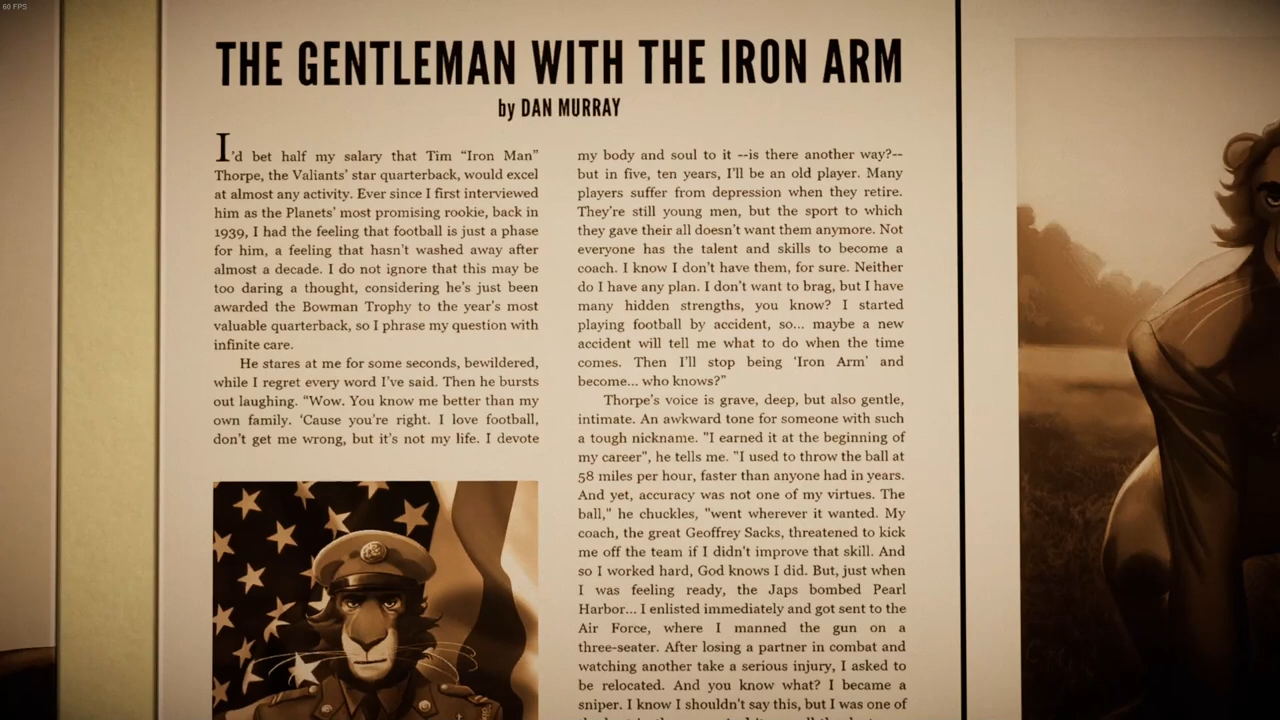 60 FPS
THE GENTLEMAN WITH THE IRON ARM
by DAN MURRAY
I'd bet half my salary that Tim “Iron Man”
Thorpe, the Valiants’ star quarterback, would excel
at almost any activity. Ever since I first interviewed
him as the Planets’ most promising rookie, back in
1939, I had the feeling that football is just a phase
for him, a feeling that hasn’t washed away after
almost a decade. I do not ignore that this may be
too daring a thought, considering he’s just been
awarded the Bowman Trophy to the year’s most
valuable quarterback, so I phrase my question with
infinite care.
He stares at me for some seconds, bewildered,
while I regret every word I’ve said. Then he bursts
out laughing. “Wow. You know me better than my
own family. ‘Cause you’re right. I love football,
don’t get me wrong, but it’s not my life. I devote
my body and soul to it --is there another way?--
but in five, ten years, I’ll be an old player. Many
players suffer from depression when they retire.
They’re still young men, but the sport to which
they gave their all doesn’t want them anymore. Not
everyone has the talent and skills to become a
coach. I know I don’t have them, for sure. Neither
do I have any plan. I don’t want to brag, but I have
many hidden strengths, you know? I started
playing football by accident, so... maybe a new
accident will tell me what to do when the time
comes. Then I’ll stop being ‘Iron Arm’ and
become... who knows?”
Thorpe’s voice is grave, deep, but also gentle,
intimate. An awkward tone for someone with such
a tough nickname. "I earned it at the beginning of
my career", he tells me. "I used to throw the ball at
58 miles per hour, faster than anyone had in years.
And yet, accuracy was not one of my virtues. The
ball," he chuckles, "went wherever it wanted. My
coach, the great Geoffrey Sacks, threatened to kick
me off the team if I didn’t improve that skill. And
so I worked hard, God knows I did. But, just when
I was feeling ready, the Japs bombed Pearl
Harbor... I enlisted immediately and got sent to the
Air Force, where I manned the gun on a
three-seater. After losing a partner in combat and
watching another take a serious injury, I asked to
be relocated. And you know what? I became a
sniper. I know I shouldn’t say this, but I was one of